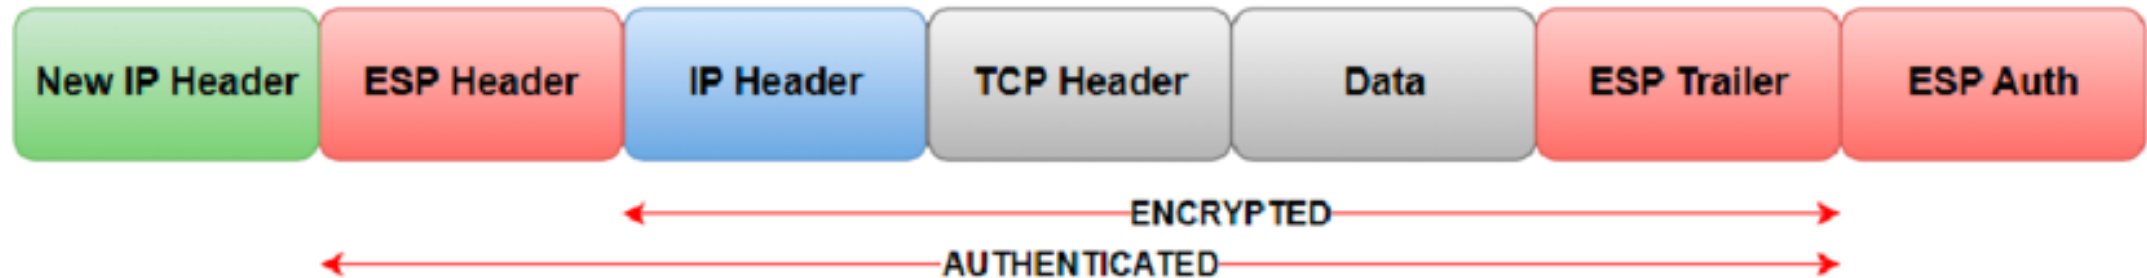 New IP Header
ESP Header
IP Header
TCP Header
Data
ESP Trailer
ESP Auth
ENCRYPTED
AUTHENTICATED